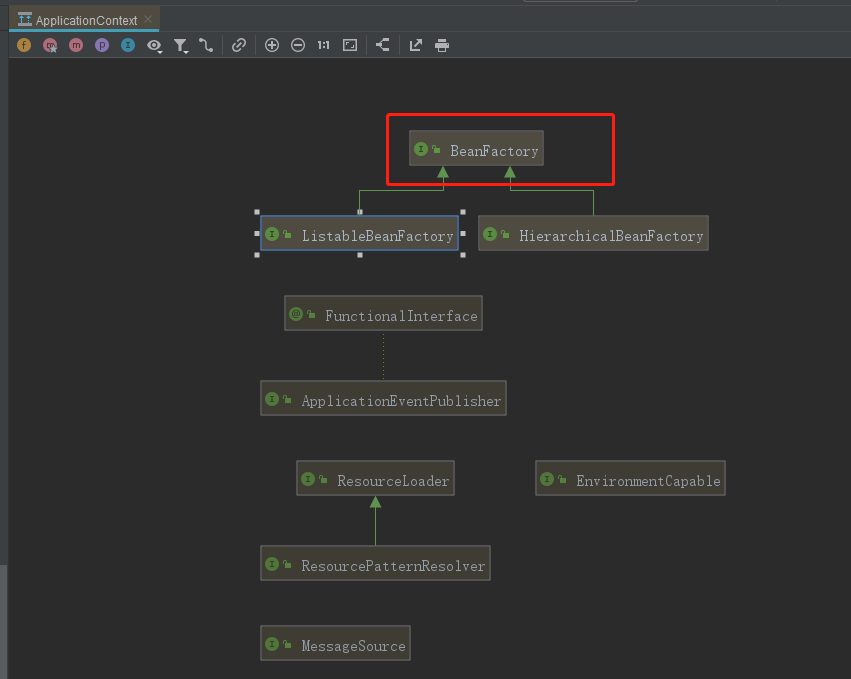 ApplicationContext
f m m p I 1:1
I BeanFactory
I ListableBeanFactory I HierarchicalBeanFactory
@ FunctionalInterface
I ApplicationEventPublisher
I ResourceLoader I EnvironmentCapable
I ResourcePatternResolver
I MessageSource